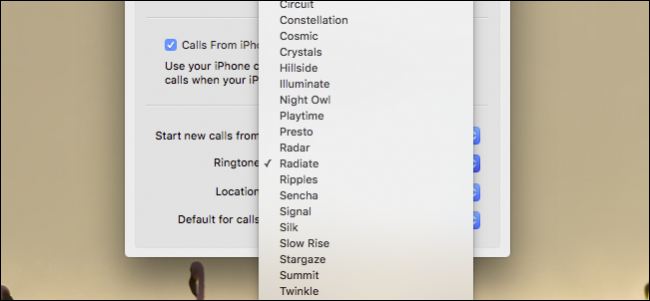 Circuit
Constellation
Cosmic
Calls From iPh
Crystals
Use your iPhone c
Hillside
calls when your iP
Illuminate
Night Owl
Playtime
Presto
Start new calls from
Radar
Ringtone ✓ Radiate
Ripples
Location
Sencha
Signal
Default for calls
Silk
Slow Rise
Stargaze
Summit
Twinkle